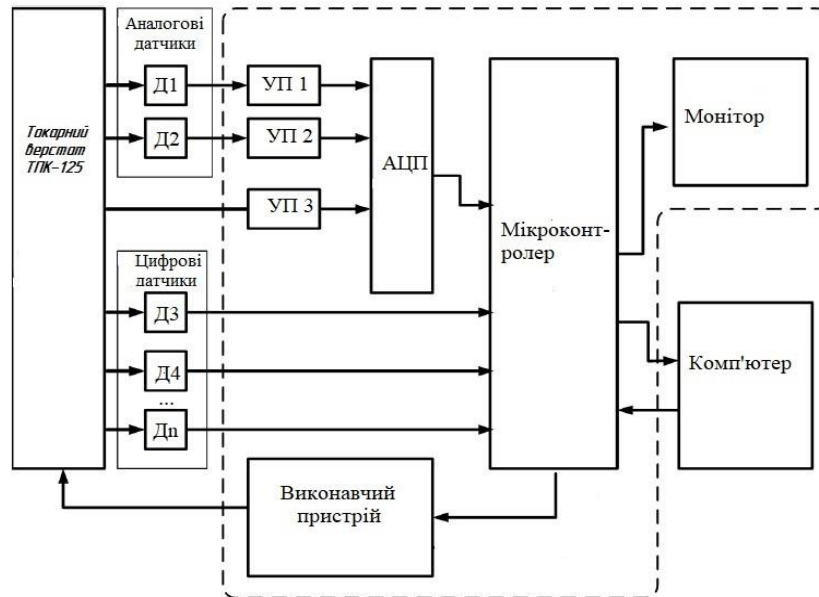 Аналогові
датчики
Д1
УП 1
Токарний
верстат
ТПК-125
Д2
УП 2
АЦП
УП 3
Монітор
Мікроконт-
ролер
Цифрові
датчики
Д3
Д4
...
Дn
Комп'ютер
Виконавчий
пристрій